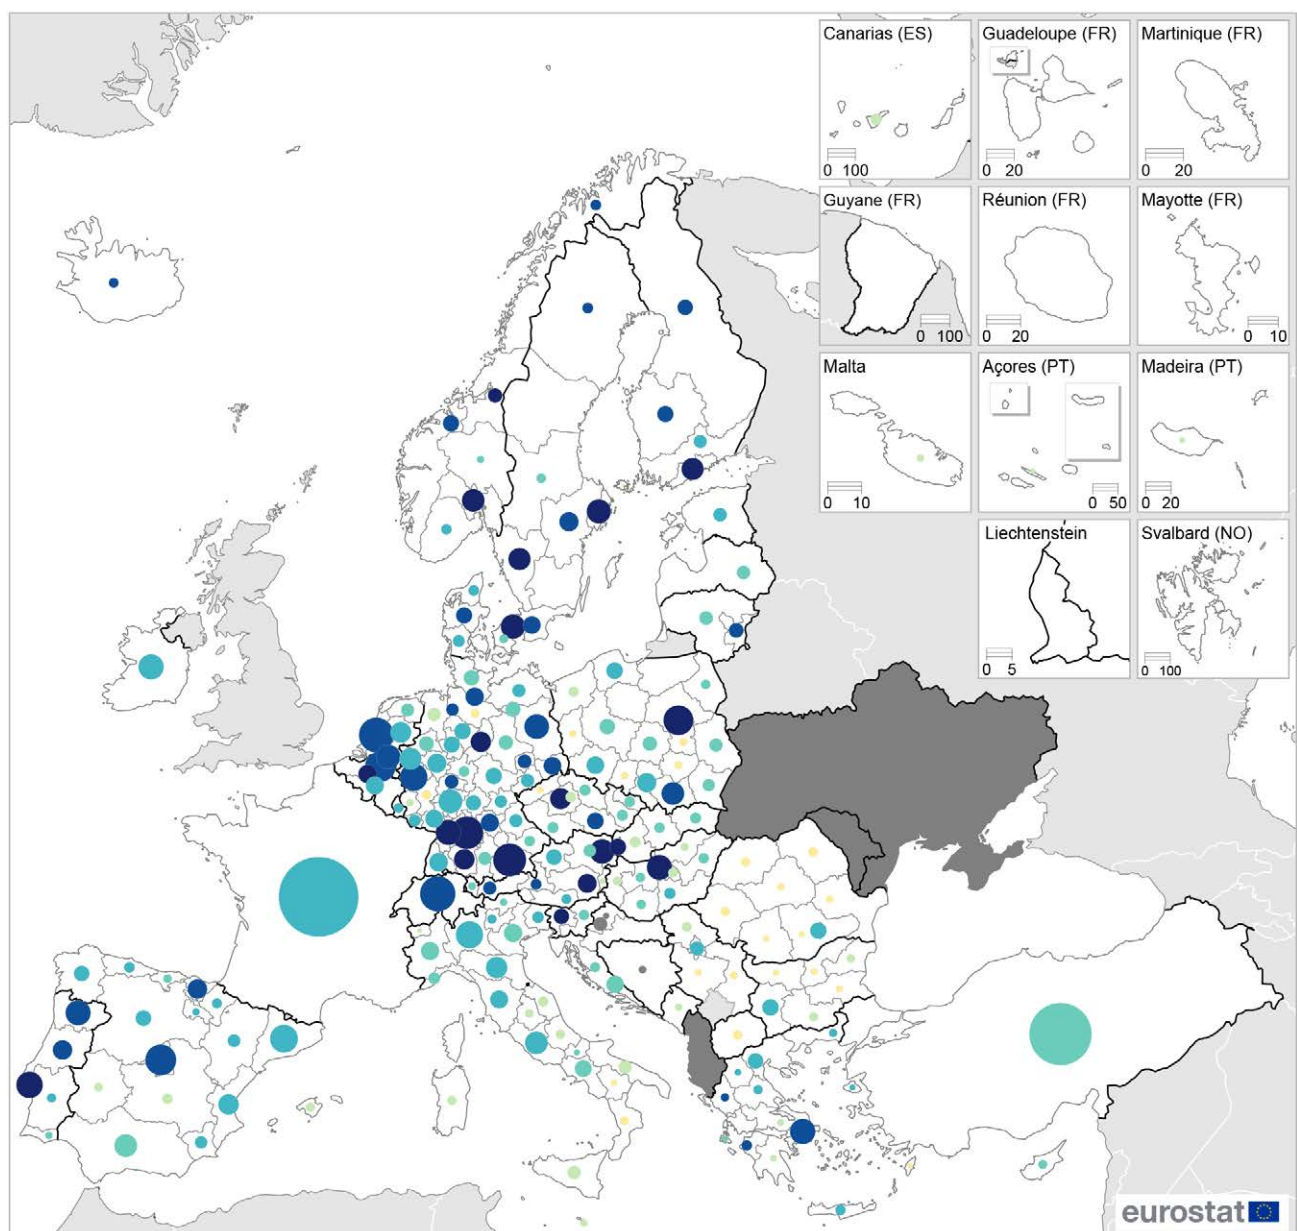 Canarias (ES)
0 100
Guadeloupe (FR)
0 20
Martinique (FR)
0 20
Guyane (FR)
0 100
Réunion (FR)
0 20
Mayotte (FR)
0 10
Malta
0 10
Açores (PT)
0 50
Madeira (PT)
0 20
Liechtenstein
0 5
Svalbard (NO)
0 100
eurostat